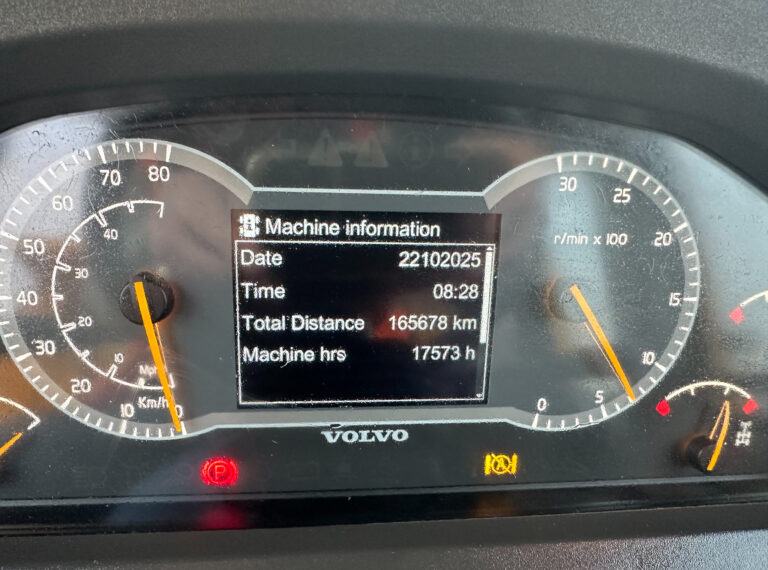 Machine information
Date 22102025
Time 08:28
Total Distance 165678 km
Machine hrs 17573 h
80
70
60
50
40
30
20
10
0
Km/h
40
30
20
10
Mph
r/min x 100
30
25
20
15
10
5
0
VOLVO
P
A
T